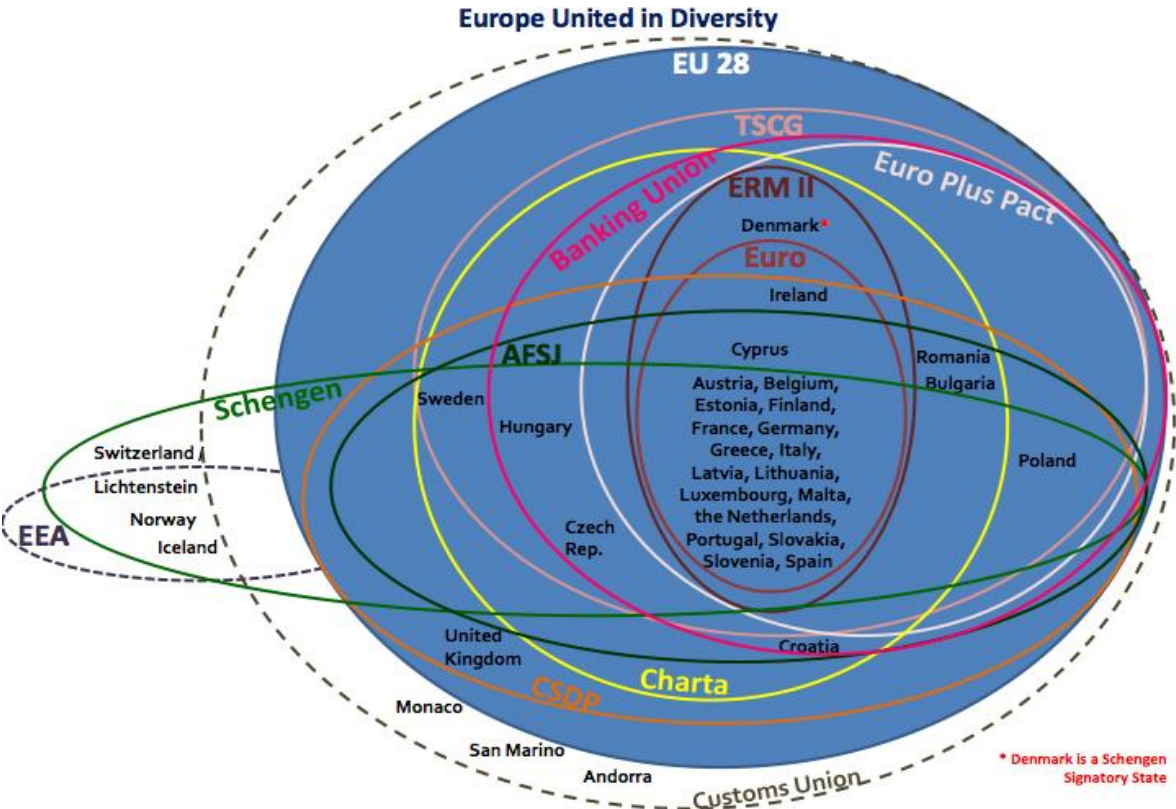 Europe United in Diversity
EU 28
TSCG
Banking Union
Euro Plus Pact
ERM II
Denmark*
Euro
Ireland
AFSJ
Cyprus
Romania
Schengen
Sweden
Austria, Belgium,
Bulgaria
Estonia, Finland,
Hungary
France, Germany,
Switzerland
Greece, Italy,
Poland
Latvia, Lithuania,
Lichtenstein
Luxembourg, Malta,
Norway
the Netherlands,
EEA
Czech
Rep.
Portugal, Slovakia,
Iceland
Slovenia, Spain
United
Kingdom
Croatia
Charta
CSDP
Monaco
San Marino
Andorra
Customs Union
* Denmark is a Schengen
Signatory State